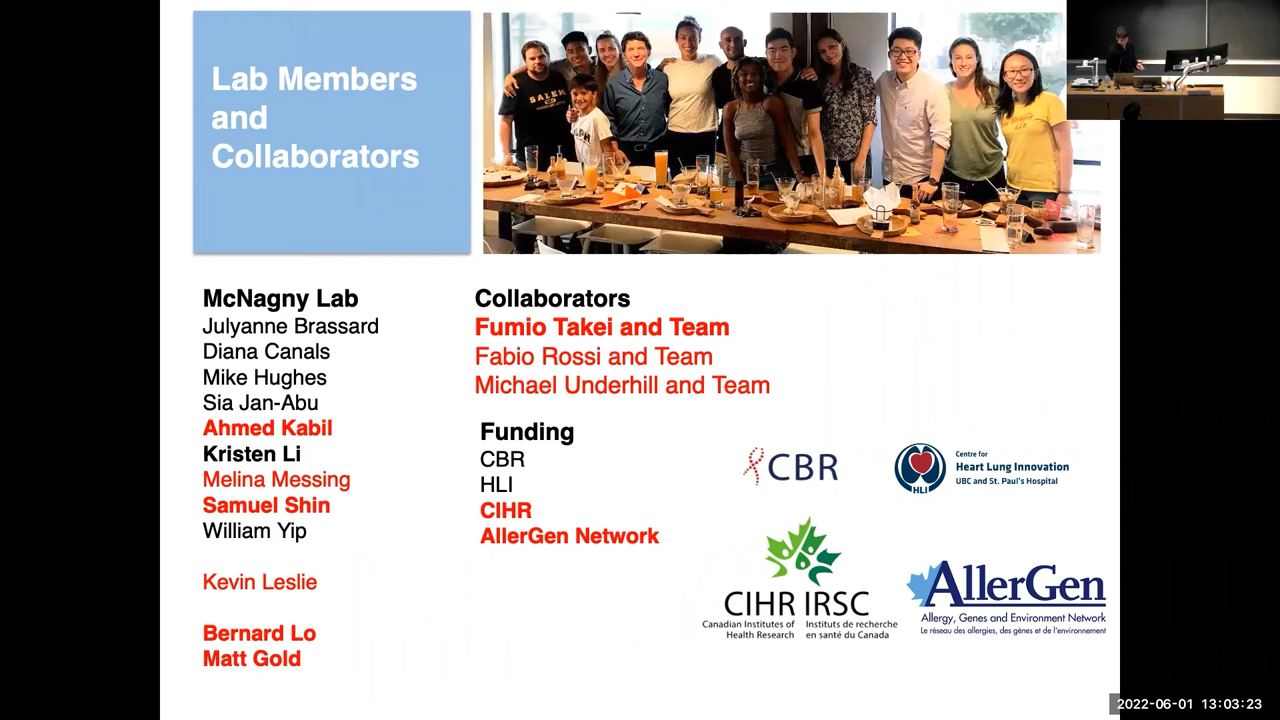 Lab Members
and
Collaborators
SALEM
McNagny Lab
Julyanne Brassard
Diana Canals
Mike Hughes
Sia Jan-Abu
Ahmed Kabil
Kristen Li
Melina Messing
Samuel Shin
William Yip
Kevin Leslie
Bernard Lo
Matt Gold
Collaborators
Fumio Takei and Team
Fabio Rossi and Team
Michael Underhill and Team
Funding
CBR
HLI
CIHR
AllerGen Network
CBR
HLI
Centre for
Heart Lung Innovation
UBC and St. Paul's Hospital
CIHR IRSC
Canadian Institutes of
Health Research
Instituts de recherche
en santé du Canada
AllerGen
Allergy, Genes and Environment Network
Le réseau des allergies, des gènes et de l'environnement
2022-06-01 13:03:23